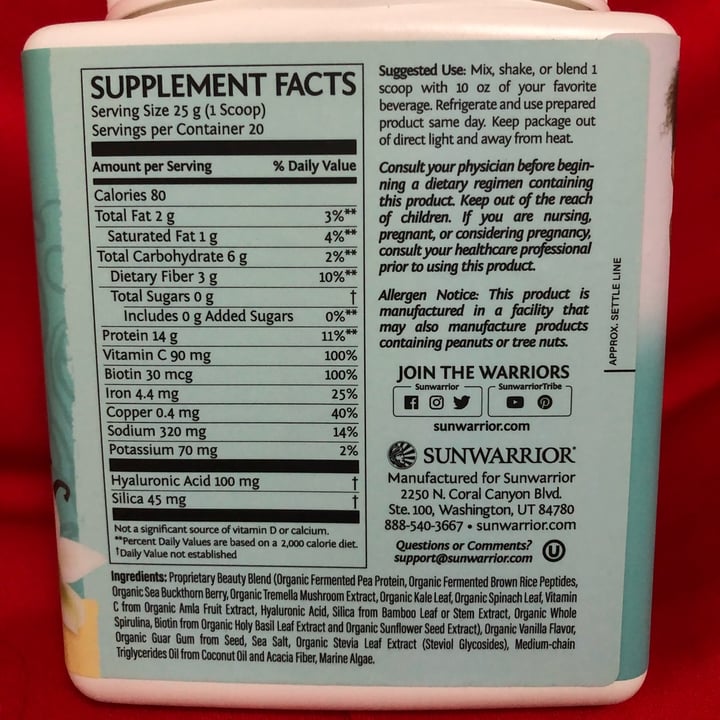 SUPPLEMENT FACTS
Serving Size 25 g (1 Scoop)
Servings per Container 20
Amount per Serving % Daily Value
Calories 80
Total Fat 2 g 3%**
Saturated Fat 1 g 4%**
Total Carbohydrate 6 g 2%**
Dietary Fiber 3 g 10%**
Total Sugars 0 g †
Includes 0 g Added Sugars 0%**
Protein 14 g 11%**
Vitamin C 90 mg 100%
Biotin 30 mcg 100%
Iron 4.4 mg 25%
Copper 0.4 mg 40%
Sodium 320 mg 14%
Potassium 70 mg 2%
Hyaluronic Acid 100 mg †
Silica 45 mg †
Not a significant source of vitamin D or calcium.
**Percent Daily Values are based on a 2,000 calorie diet.
†Daily Value not established
Suggested Use: Mix, shake, or blend 1
scoop with 10 oz of your favorite
beverage. Refrigerate and use prepared
product same day. Keep package out
of direct light and away from heat.
Consult your physician before begin-
ning a dietary regimen containing
this product. Keep out of the reach
of children. If you are nursing,
pregnant, or considering pregnancy,
consult your healthcare professional
prior to using this product.
Allergen Notice: This product is
manufactured in a facility that
may also manufacture products
containing peanuts or tree nuts.
JOIN THE WARRIORS
Sunwarrior SunwarriorTribe
sunwarrior.com
SUNWARRIOR
Manufactured for Sunwarrior
2250 N. Coral Canyon Blvd.
Ste. 100, Washington, UT 84780
888-540-3667 • sunwarrior.com
Questions or Comments?
support@sunwarrior.com U
APPROX. SETTLE LINE
Ingredients: Proprietary Beauty Blend (Organic Fermented Pea Protein, Organic Fermented Brown Rice Peptides,
Organic Sea Buckthorn Berry, Organic Tremella Mushroom Extract, Organic Kale Leaf, Organic Spinach Leaf, Vitamin
C from Organic Amla Fruit Extract, Hyaluronic Acid, Silica from Bamboo Leaf or Stem Extract, Organic Whole
Spirulina, Biotin from Organic Holy Basil Leaf Extract and Organic Sunflower Seed Extract), Organic Vanilla Flavor,
Organic Guar Gum from Seed, Sea Salt, Organic Stevia Leaf Extract (Steviol Glycosides), Medium-chain
Triglycerides Oil from Coconut Oil and Acacia Fiber, Marine Algae.